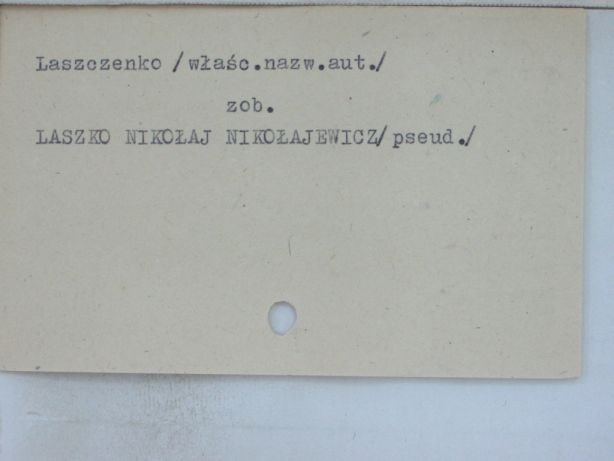 Laszczenko /właśc.nazw.aut./
zob.
LASZKO NIKOŁAJ NIKOŁAJEWICZ/pseud./